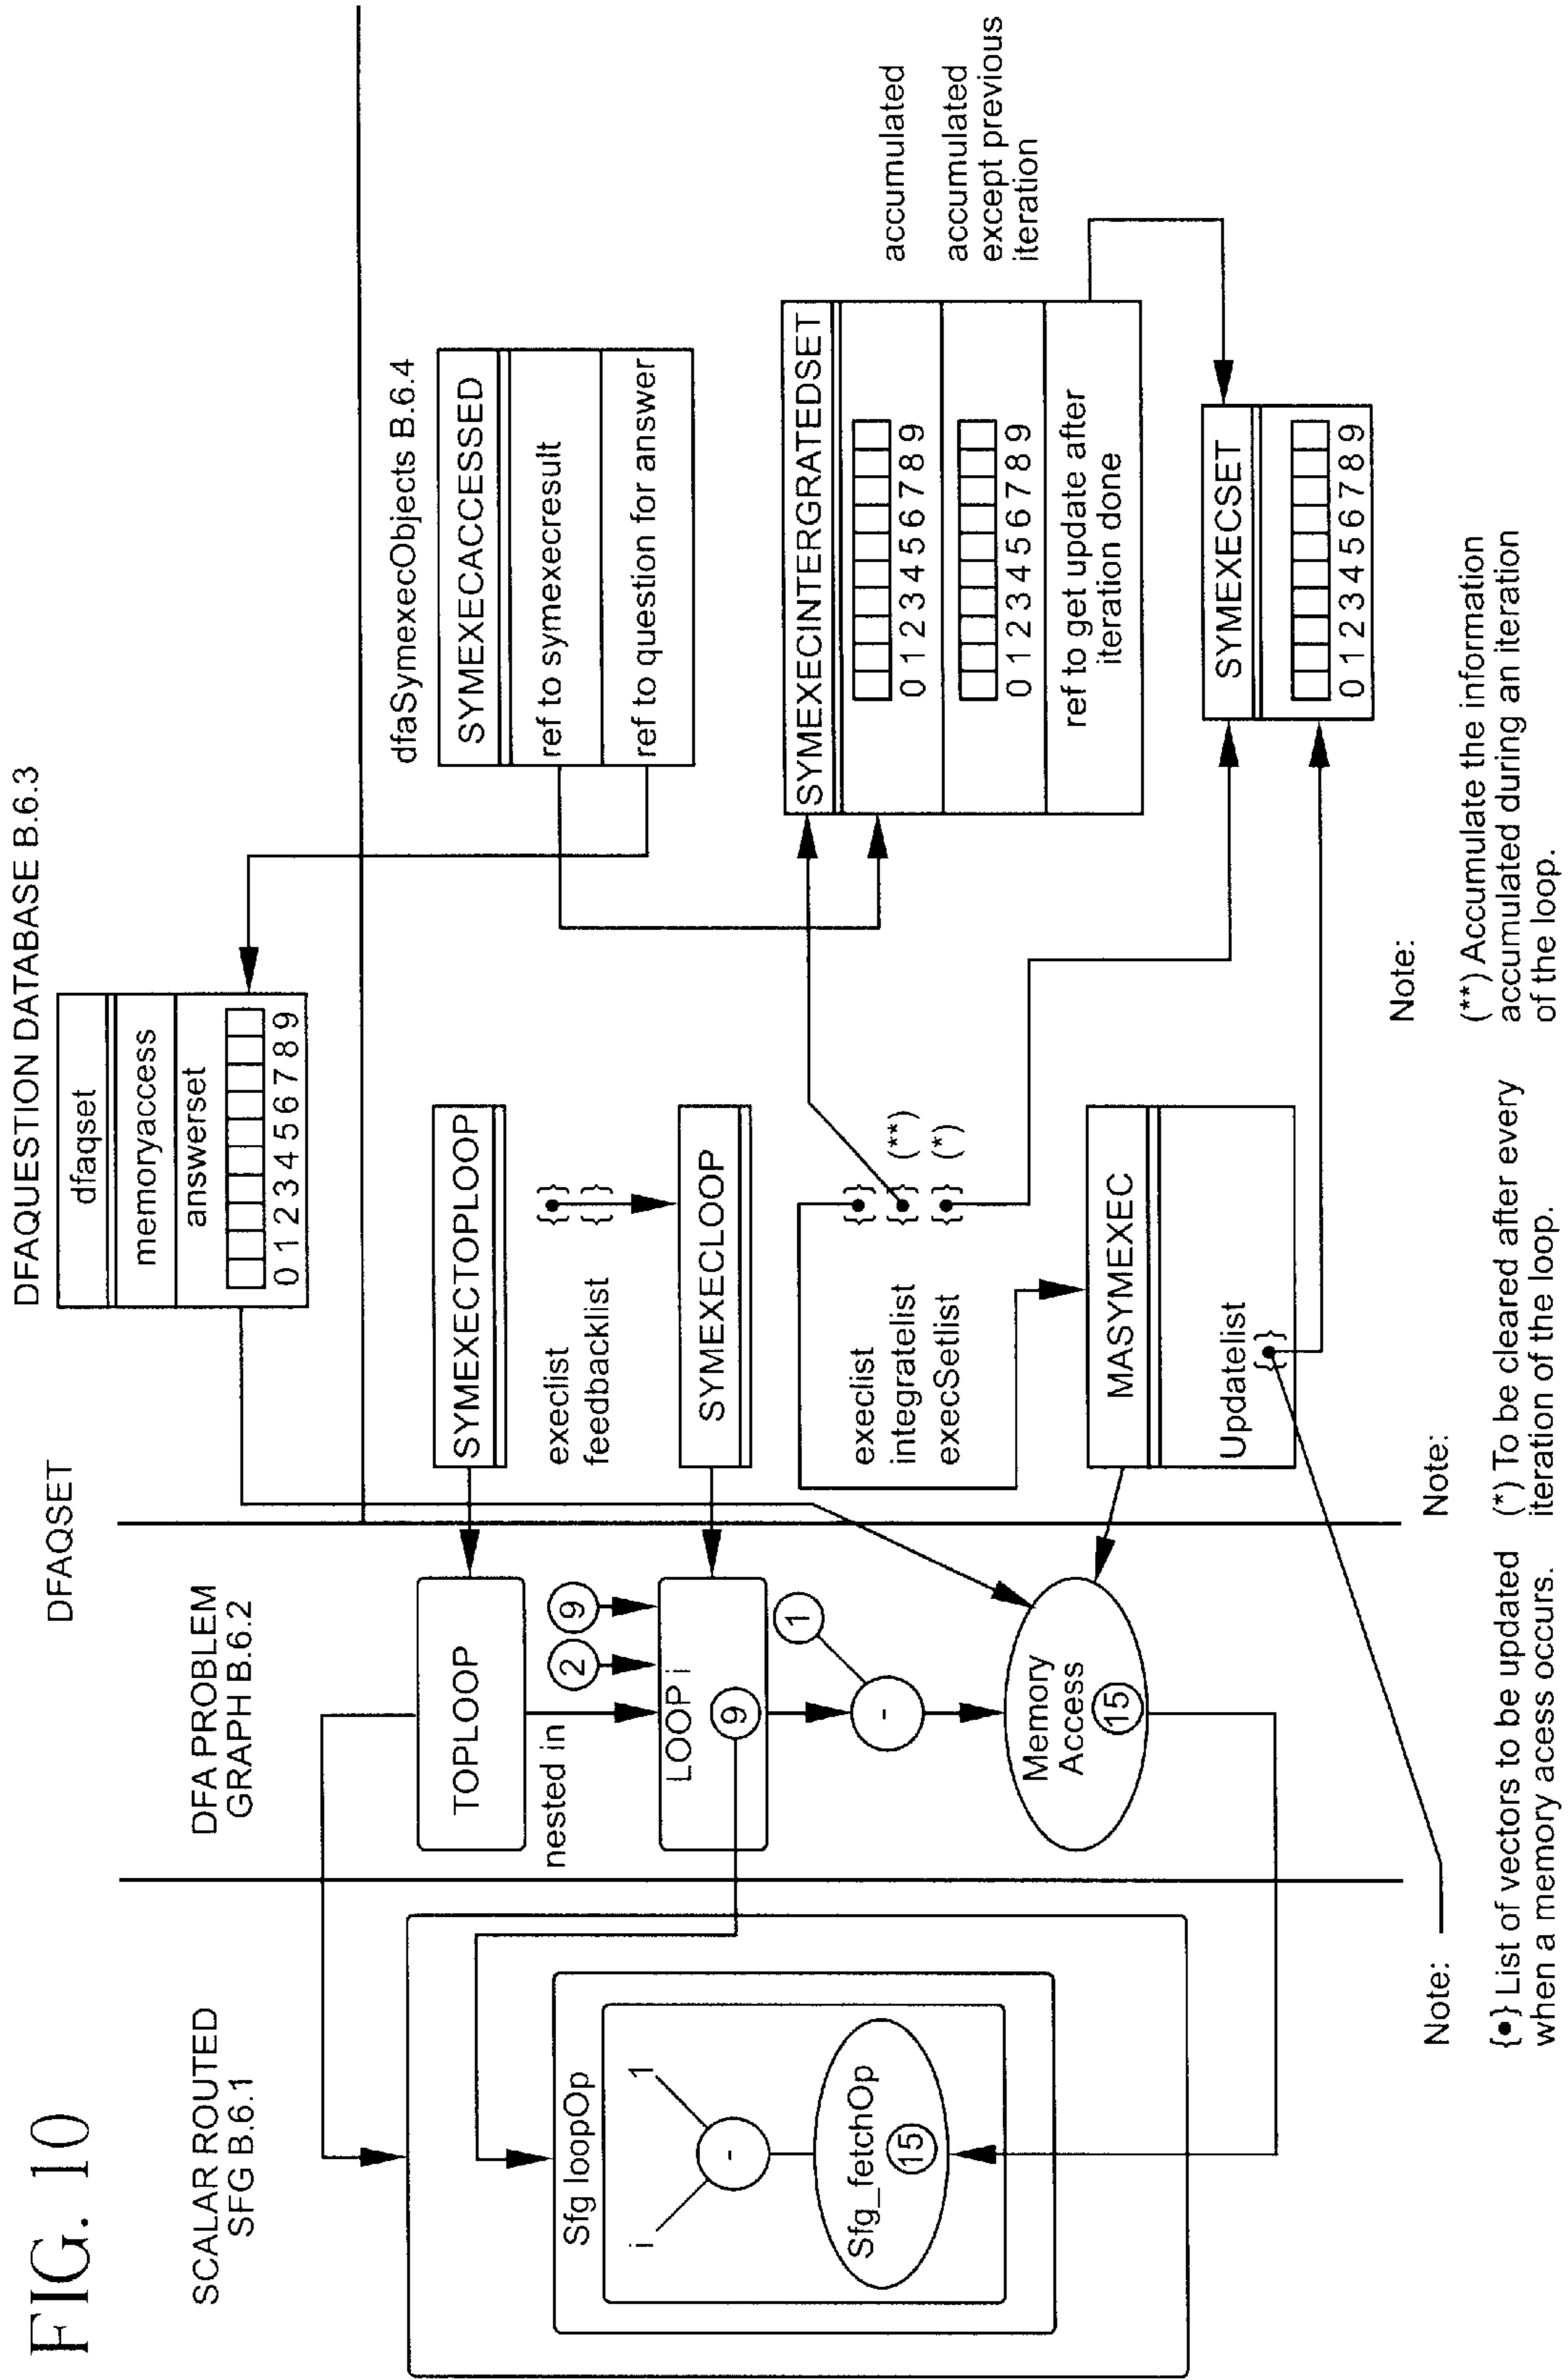 FIG. 10
SCALAR ROUTED
SFG B.6.1
Sfg loopOp
i
1
-
Sfg_fetchOp
15
DFA PROBLEM
GRAPH B.6.2
TOPLOOP
nested in
2
9
LOOP i
9
1
-
Memory
Access
15
DFAQSET
DFAQUESTION DATABASE B.6.3
dfaqset
memoryaccess
answerset
0 1 2 3 4 5 6 7 8 9
SYMEXECTOPLOOP
execlist { • }
feedbacklist { }
SYMEXECLOOP
execlist { • }
integratelist { • } (**)
execSetlist { • } (*)
MASYMEXEC
Updatelist
{ • }
dfaSymexecObjects B.6.4
SYMEXECACCESSED
ref to symexecresult
ref to question for answer
SYMEXECINTERGRATEDSET
0 1 2 3 4 5 6 7 8 9
accumulated
0 1 2 3 4 5 6 7 8 9
accumulated
except previous
iteration
ref to get update after
iteration done
SYMEXECSET
0 1 2 3 4 5 6 7 8 9
Note:
{•} List of vectors to be updated
when a memory acess occurs.
Note:
(*) To be cleared after every
iteration of the loop.
Note:
(**) Accumulate the information
accumulated during an iteration
of the loop.